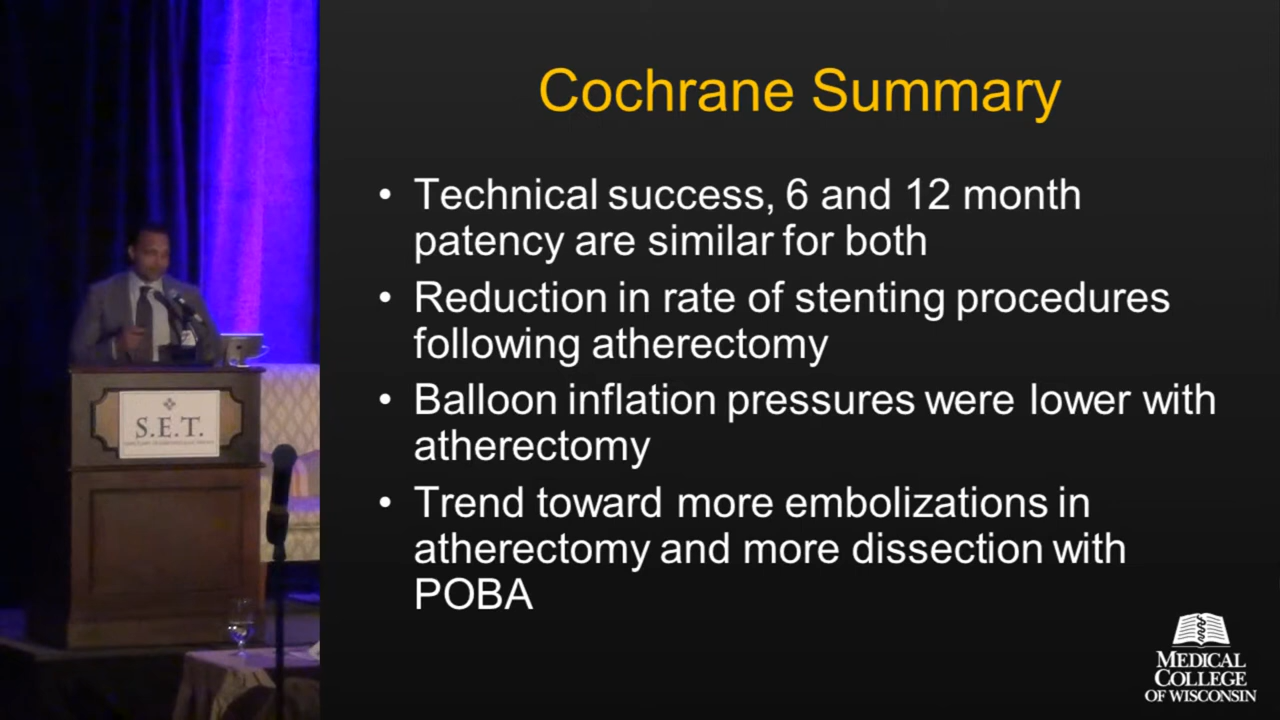 Cochrane Summary
• Technical success, 6 and 12 month
patency are similar for both
• Reduction in rate of stenting procedures
following atherectomy
• Balloon inflation pressures were lower with
atherectomy
• Trend toward more embolizations in
atherectomy and more dissection with
POBA
S.E.T.
MEDICAL
COLLEGE
OF WISCONSIN